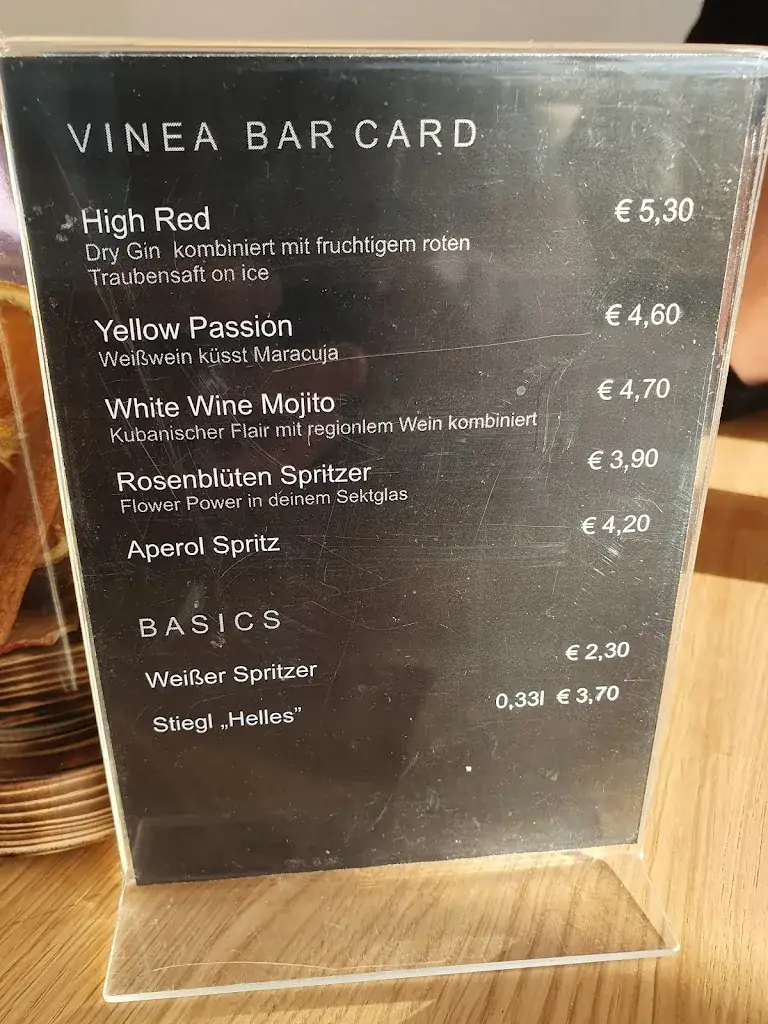 VINEA BAR CARD
High Red € 5,30
Dry Gin kombiniert mit fruchtigem roten
Traubensaft on ice
Yellow Passion € 4,60
Weißwein küsst Maracuja
White Wine Mojito € 4,70
Kubanischer Flair mit regionlem Wein kombiniert
Rosenblüten Spritzer € 3,90
Flower Power in deinem Sektglas
Aperol Spritz € 4,20
BASICS
Weißer Spritzer € 2,30
Stiegl „Helles” 0,33l € 3,70